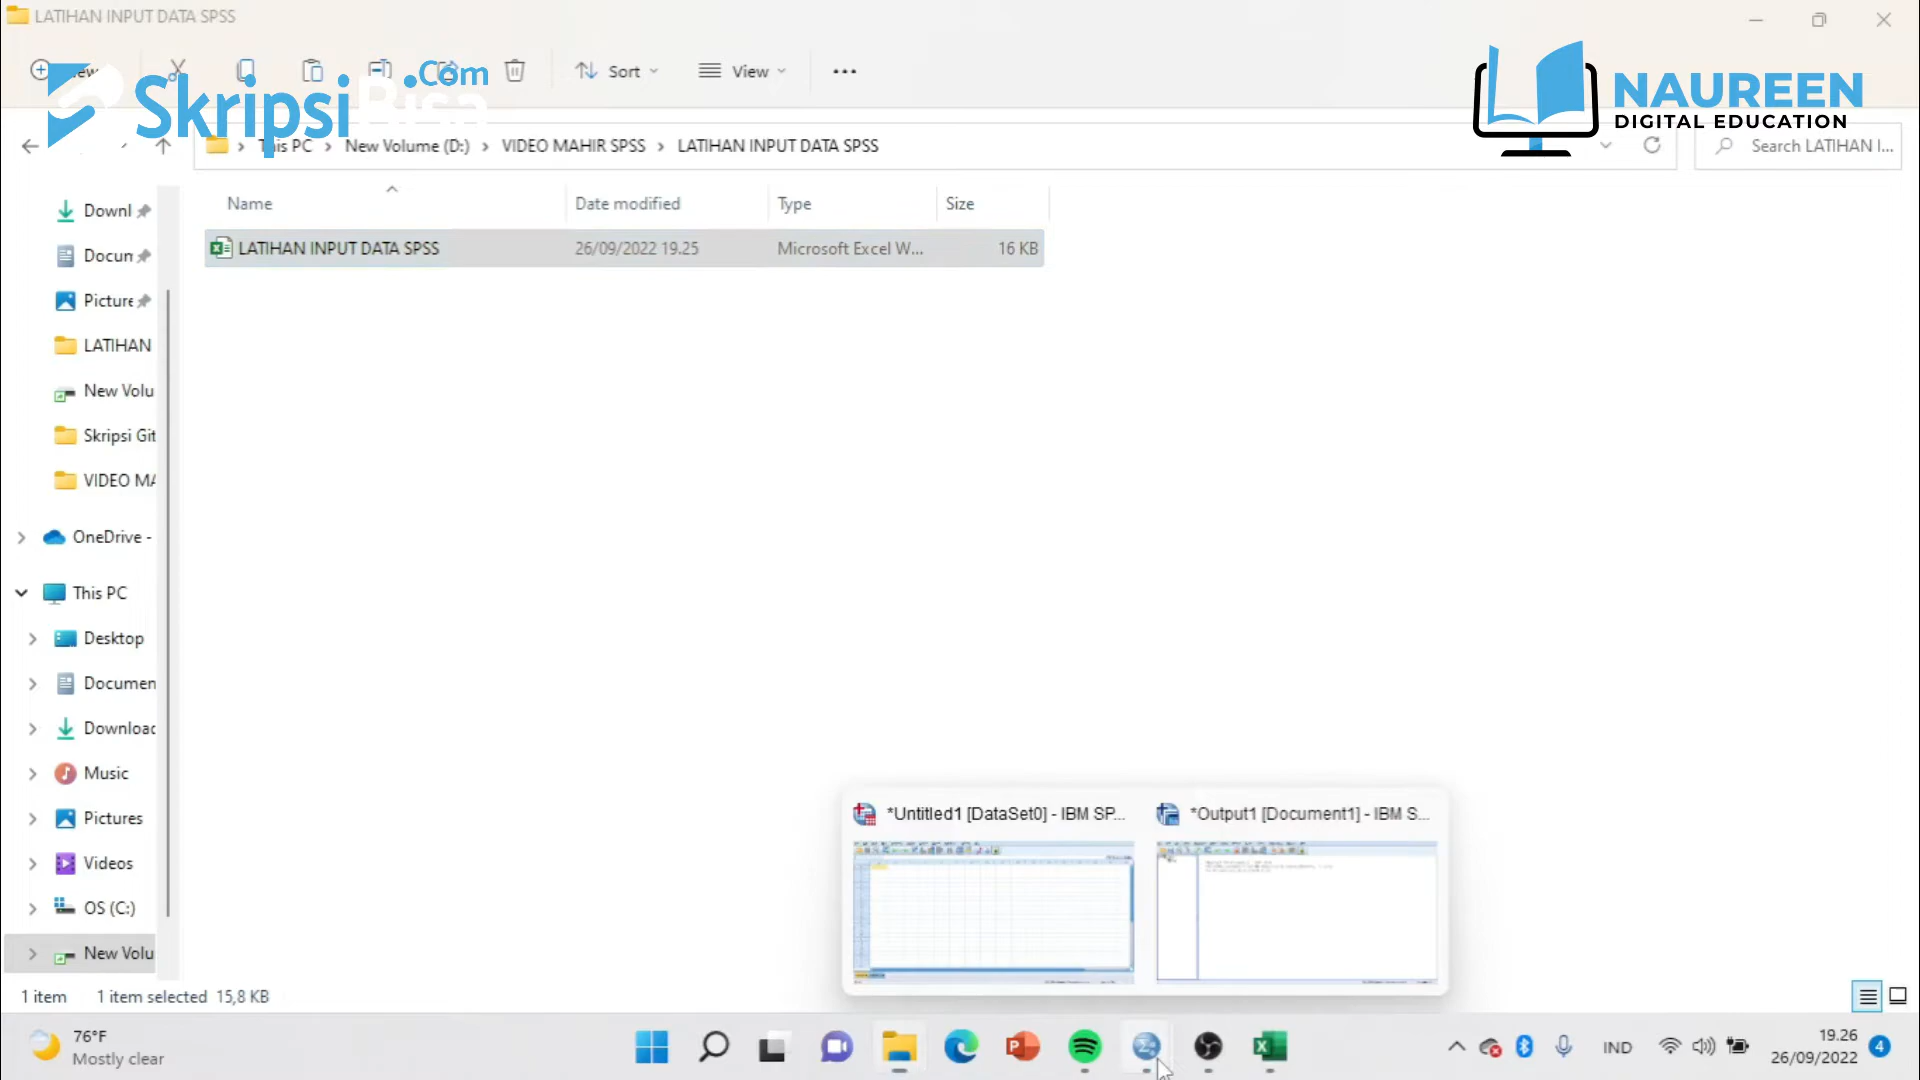 LATIHAN INPUT DATA SPSS
Sort
View
SkripsiBisa.Com
NAUREEN
DIGITAL EDUCATION
This PC > New Volume (D:) > VIDEO MAHIR SPSS > LATIHAN INPUT DATA SPSS
Search LATIHAN I...
Name
Date modified
Type
Size
LATIHAN INPUT DATA SPSS
26/09/2022 19.25
Microsoft Excel W...
16 KB
Downl
Docum
Picture
LATIHAN
New Volu
Skripsi Git
VIDEO MA
OneDrive -
This PC
Desktop
Documen
Download
Music
Pictures
Videos
OS (C:)
New Volu
*Untitled1 [DataSet0] - IBM SP...
*Output1 [Document1] - IBM S...
1 item
1 item selected 15,8 KB
76°F
Mostly clear
IND
19.26
26/09/2022
4